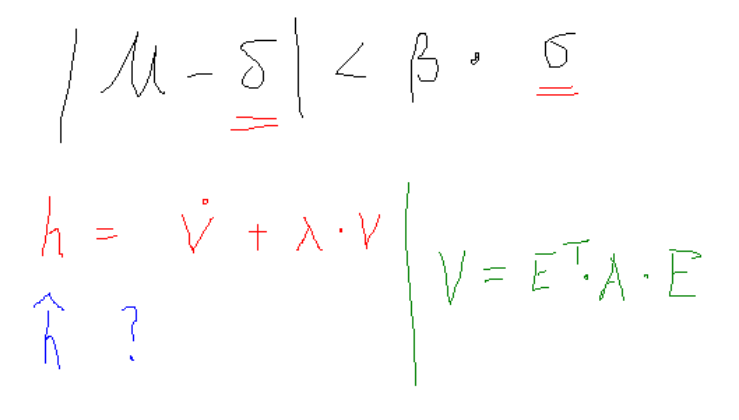 |μ - δ| < β · σ
h = V̇ + λ · V
V = Eᵀ · A · E
ĥ ?